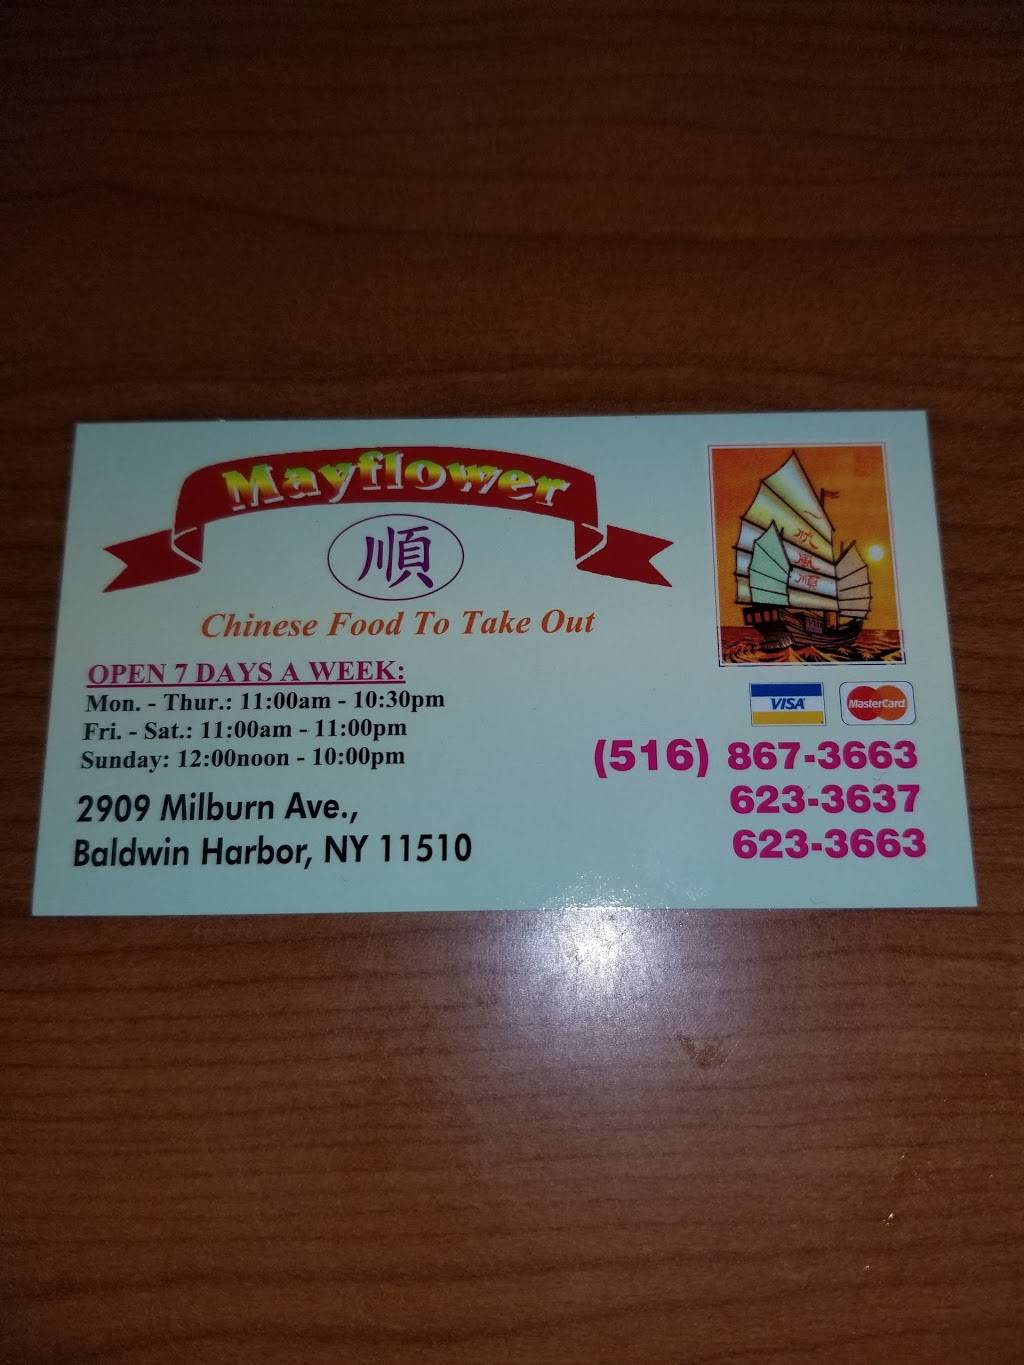 Mayflower
順
Chinese Food To Take Out
OPEN 7 DAYS A WEEK:
Mon. - Thur.: 11:00am - 10:30pm
Fri. - Sat.: 11:00am - 11:00pm
Sunday: 12:00noon - 10:00pm
2909 Milburn Ave.,
Baldwin Harbor, NY 11510
風
順
VISA
MasterCard
(516) 867-3663
623-3637
623-3663